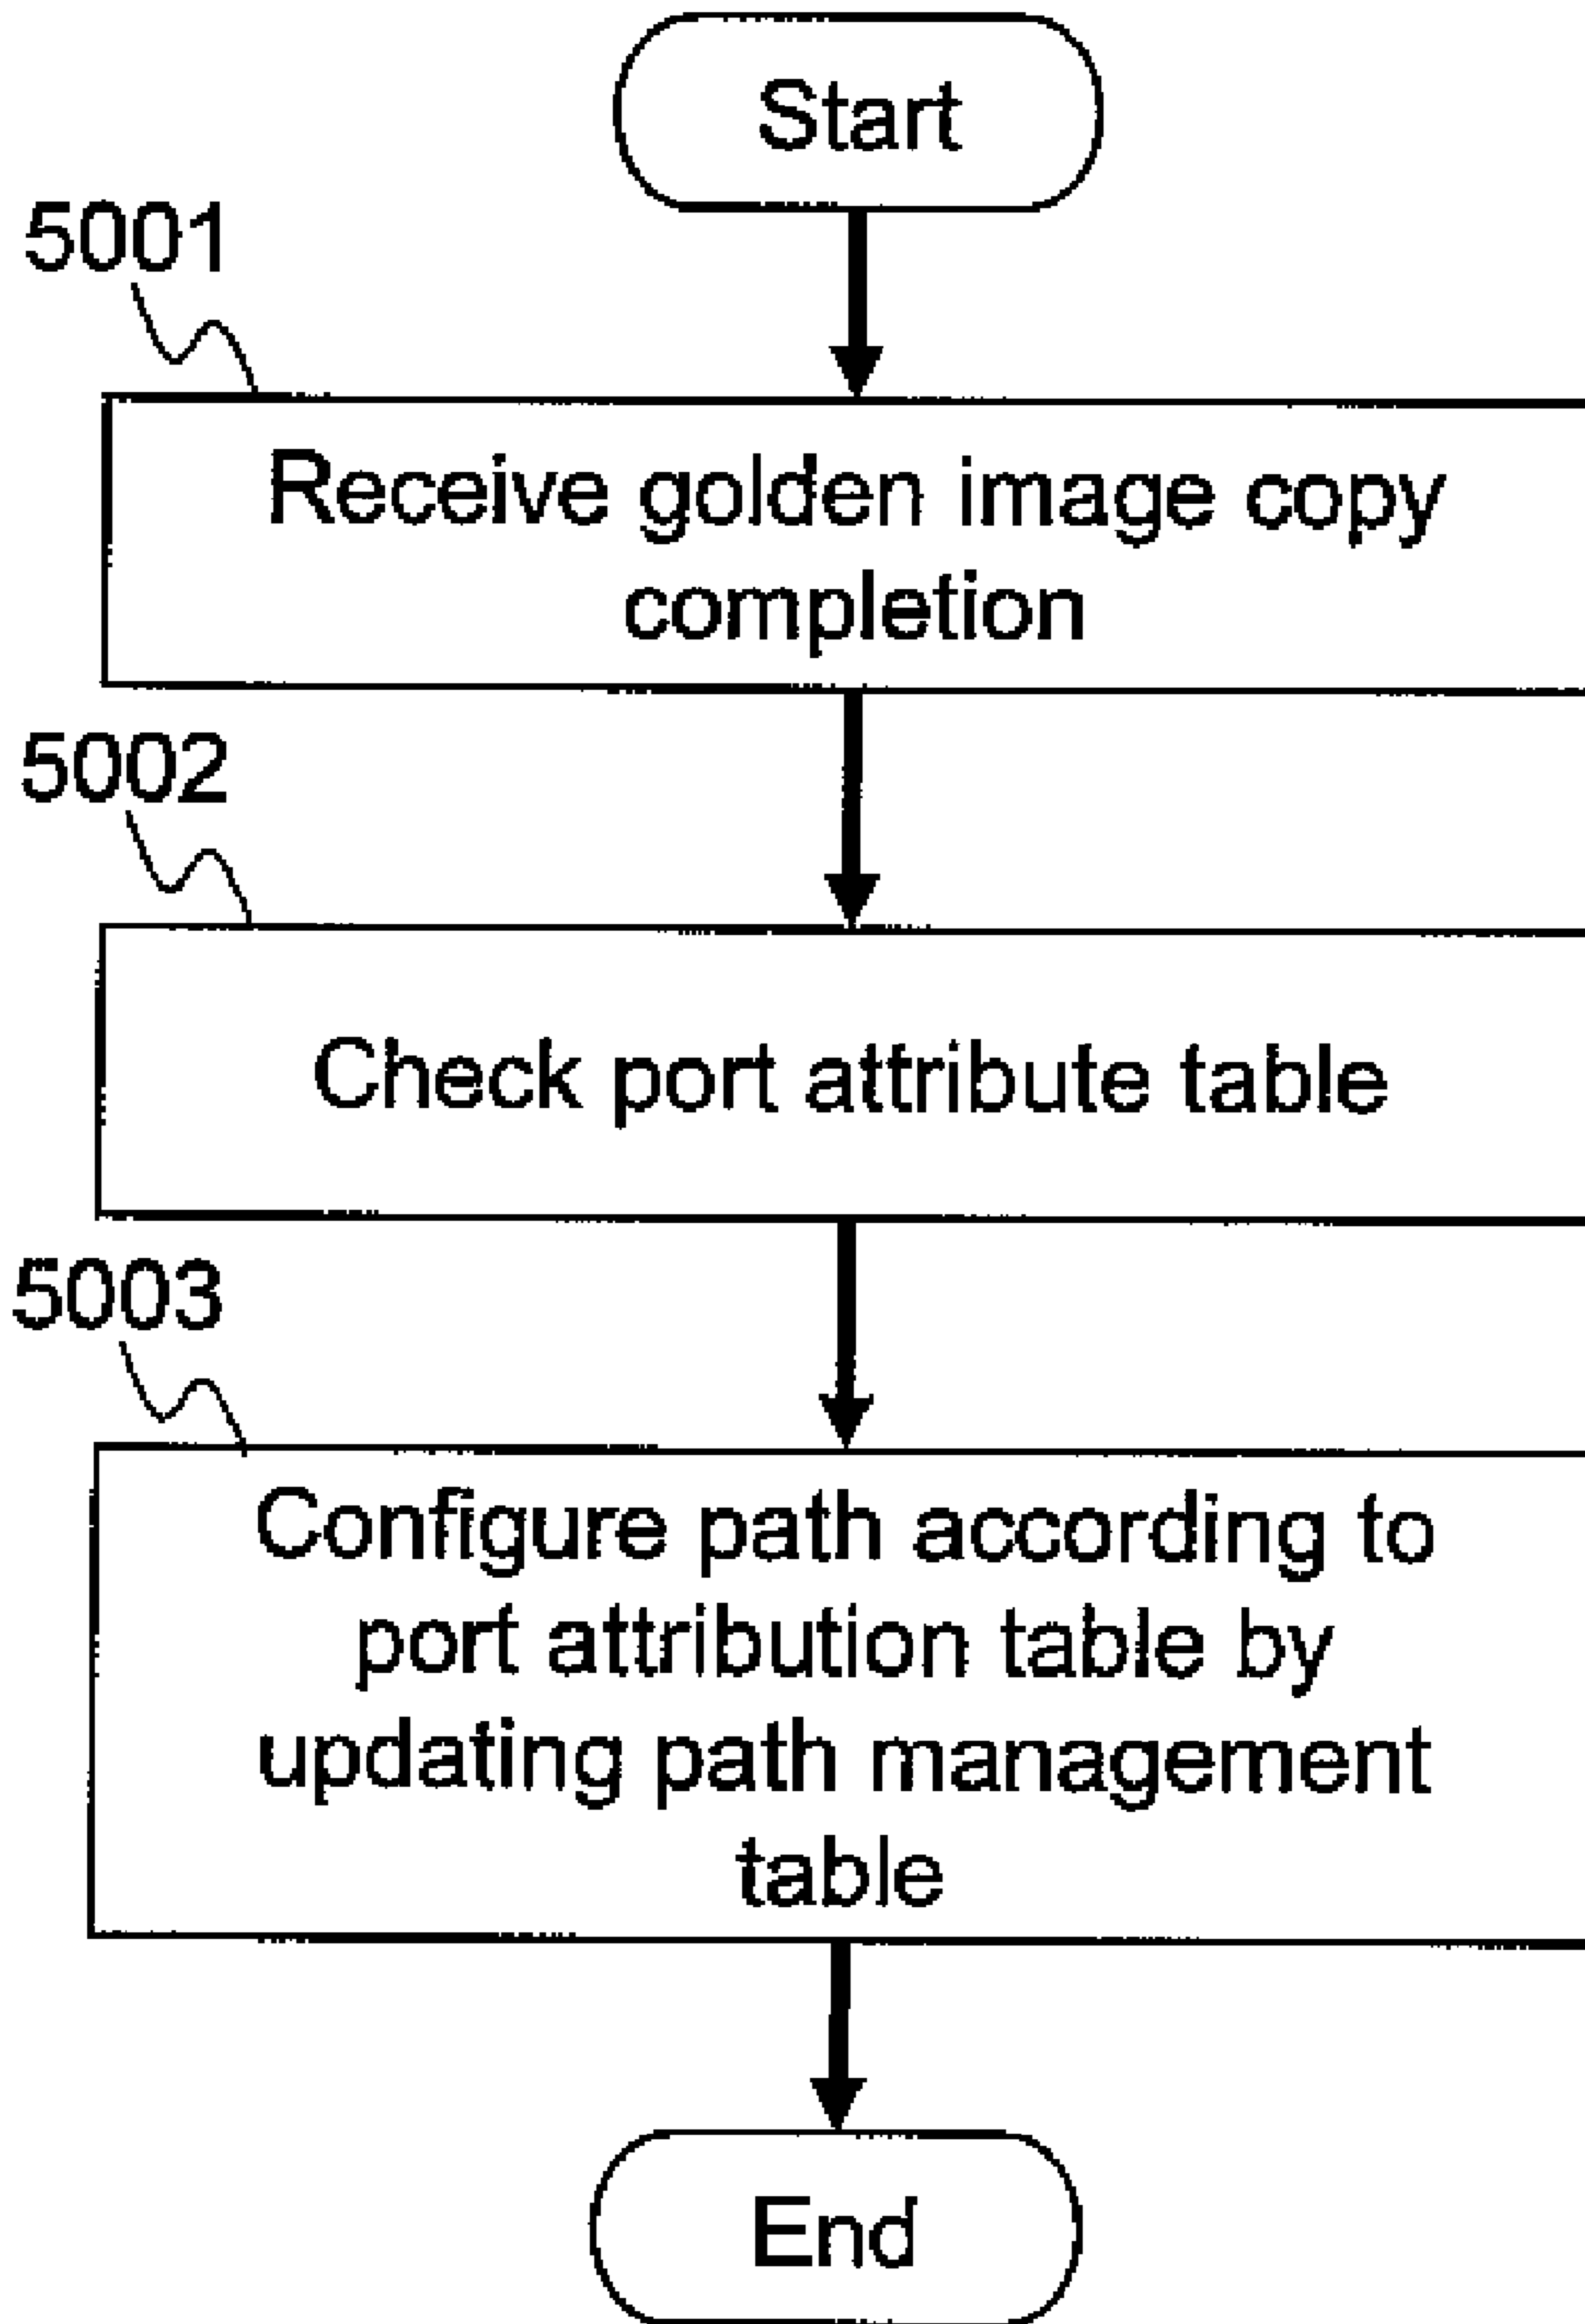 Start
5001
Receive golden image copy
completion
5002
Check port attribute table
5003
Configure path according to
port attribution table by
updating path management
table
End